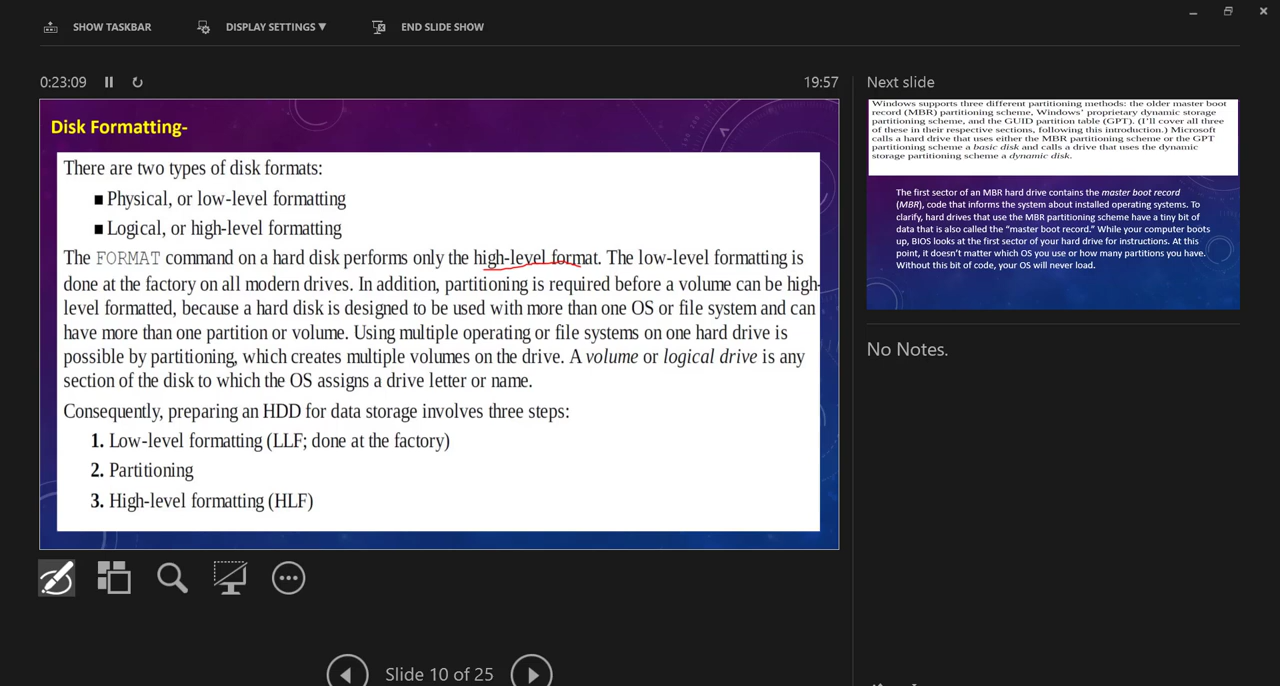 SHOW TASKBAR
DISPLAY SETTINGS ▼
END SLIDE SHOW
0:23:09
19:57
Disk Formatting-
There are two types of disk formats:
■ Physical, or low-level formatting
■ Logical, or high-level formatting
The FORMAT command on a hard disk performs only the high-level format. The low-level formatting is
done at the factory on all modern drives. In addition, partitioning is required before a volume can be high-
level formatted, because a hard disk is designed to be used with more than one OS or file system and can
have more than one partition or volume. Using multiple operating or file systems on one hard drive is
possible by partitioning, which creates multiple volumes on the drive. A volume or logical drive is any
section of the disk to which the OS assigns a drive letter or name.
Consequently, preparing an HDD for data storage involves three steps:
1. Low-level formatting (LLF; done at the factory)
2. Partitioning
3. High-level formatting (HLF)
Slide 10 of 25
Next slide
Windows supports three different partitioning methods: the older master boot
record (MBR) partitioning scheme, Windows' proprietary dynamic storage
partitioning scheme, and the GUID partition table (GPT). (I'll cover all three
of these in their respective sections, following this introduction.) Microsoft
calls a hard drive that uses either the MBR partitioning scheme or the GPT
partitioning scheme a basic disk and calls a drive that uses the dynamic
storage partitioning scheme a dynamic disk.
The first sector of an MBR hard drive contains the master boot record
(MBR), code that informs the system about installed operating systems. To
clarify, hard drives that use the MBR partitioning scheme have a tiny bit of
data that is also called the “master boot record.” While your computer boots
up, BIOS looks at the first sector of your hard drive for instructions. At this
point, it doesn't matter which OS you use or how many partitions you have.
Without this bit of code, your OS will never load.
No Notes.